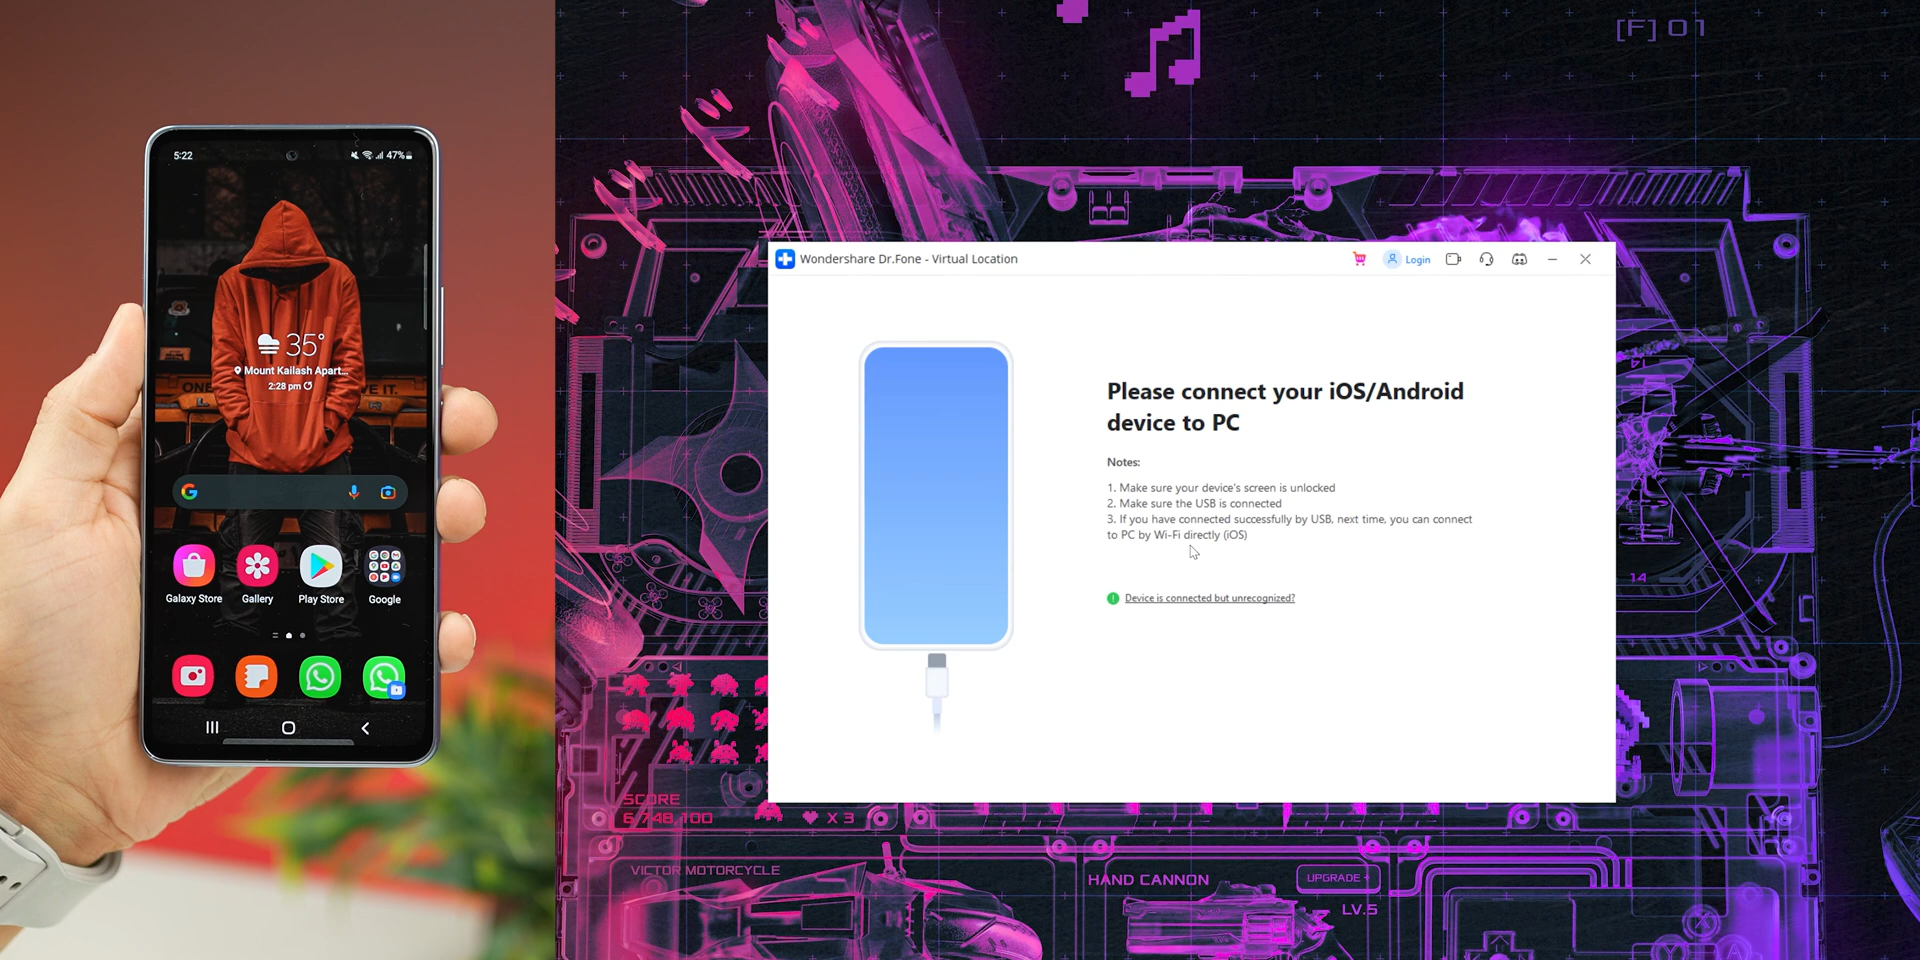 5:22
47%
35°
Mount Kailash Apart...
2:28 pm
Galaxy Store
Gallery
Play Store
Google
[F] 01
Wondershare Dr.Fone - Virtual Location
Login
Please connect your iOS/Android
device to PC
Notes:
1. Make sure your device's screen is unlocked
2. Make sure the USB is connected
3. If you have connected successfully by USB, next time, you can connect
to PC by Wi-Fi directly (iOS)
Device is connected but unrecognized?
14
SCORE
6,748,100
X 3
VICTOR MOTORCYCLE
HAND CANNON
UPGRADE +
LV.5
X
Y
A